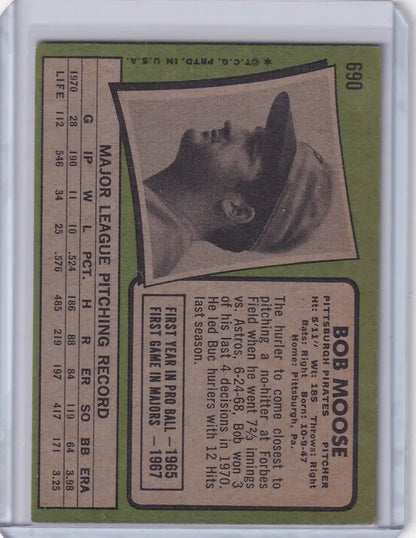 690
BOB MOOSE
PITTSBURGH PIRATES PITCHER
Ht: 5'11" Wt: 185 Throws: Right
Bats: Right Born: 10-9-47
Home: Pittsburgh, Pa.
The hurler to come closest to
pitching a no-hitter at Forbes
Field when he went 7⅔ Innings
vs. Astros, 6-24-68, Bob won 3
of his last 4 decisions in 1970.
He led Buc hurlers with 12 Hits
last season.
FIRST YEAR IN PRO BALL — 1965
FIRST GAME IN MAJORS — 1967
MAJOR LEAGUE PITCHING RECORD
G IP W L PCT. H R ER SO BB ERA
1970 28 190 11 10 .524 186 88 84 119 64 3.98
LIFE 112 546 34 25 .576 485 219 197 417 171 3.25
★ ©T.C.G. PRTD. IN U.S.A.